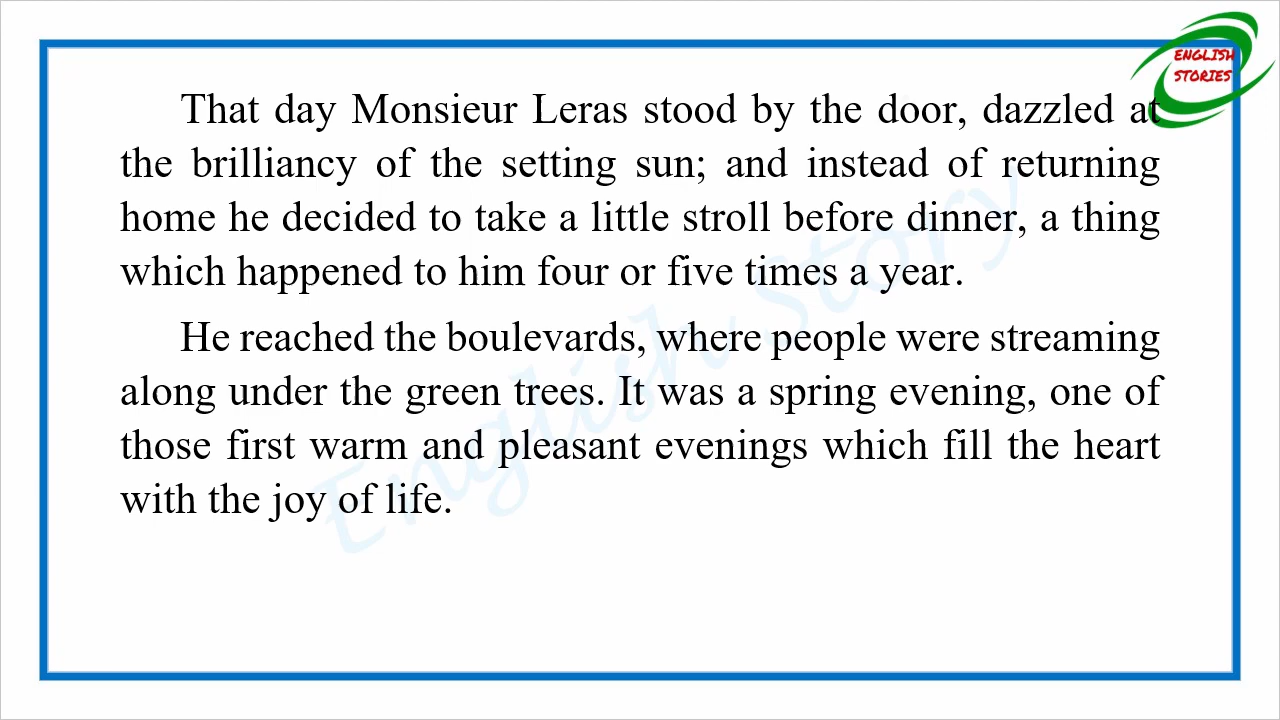 ENGLISH
STORIES
That day Monsieur Leras stood by the door, dazzled at
the brilliancy of the setting sun; and instead of returning
home he decided to take a little stroll before dinner, a thing
which happened to him four or five times a year.
He reached the boulevards, where people were streaming
along under the green trees. It was a spring evening, one of
those first warm and pleasant evenings which fill the heart
with the joy of life.
English Story